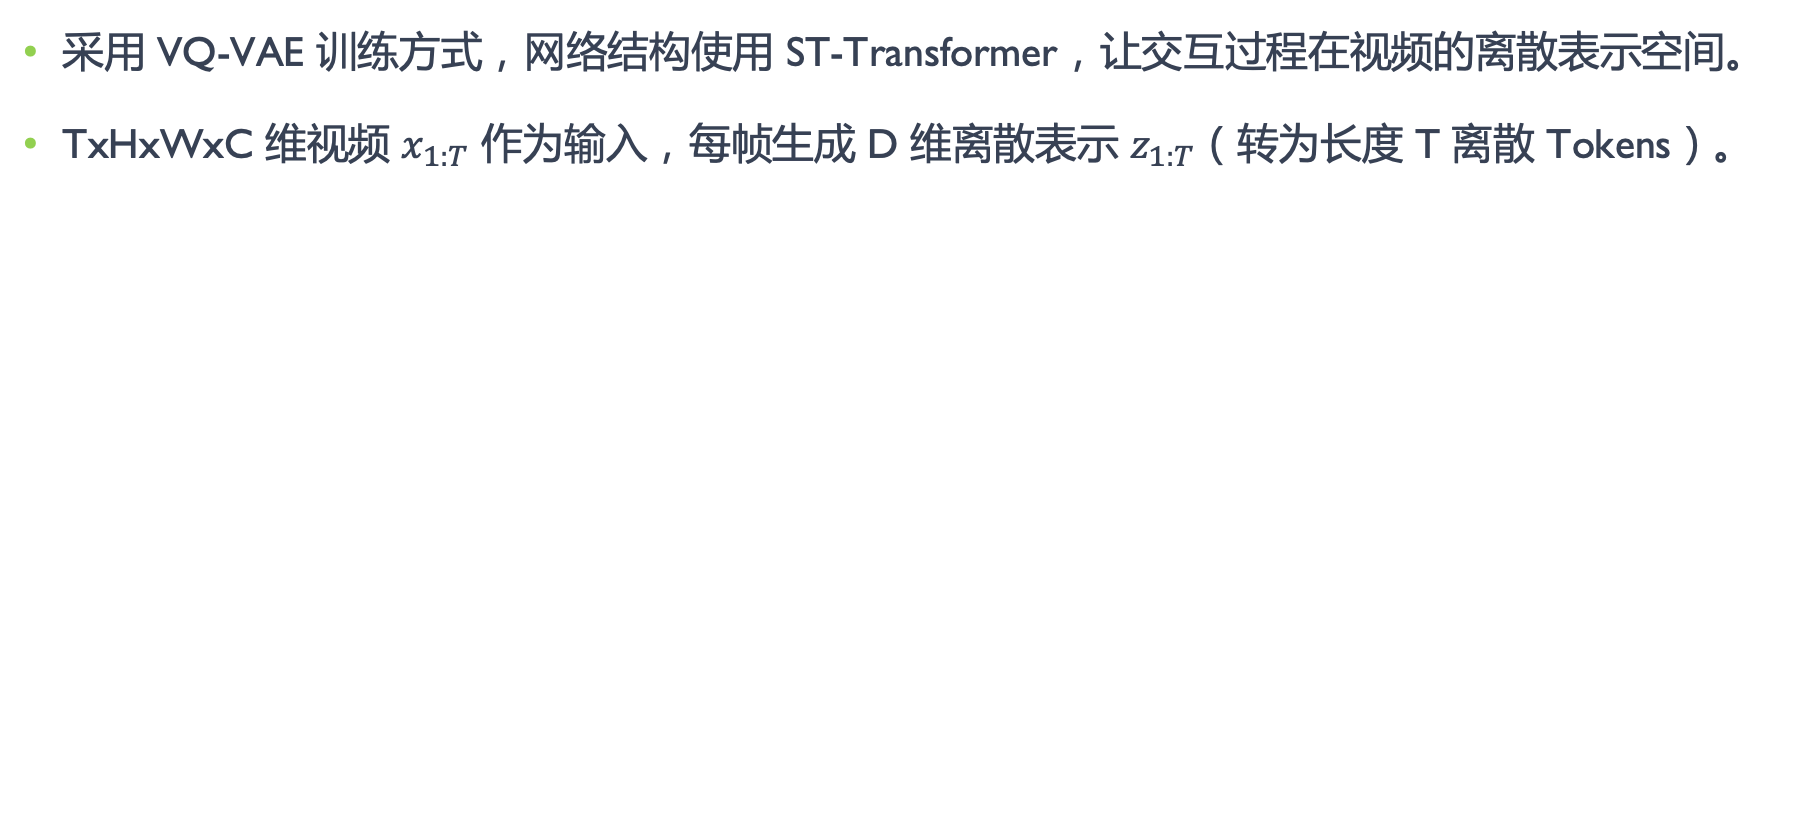 • 采用 VQ-VAE 训练方式，网络结构使用 ST-Transformer，让交互过程在视频的离散表示空间。
• TxHxWxC 维视频 x₁:T 作为输入，每帧生成 D 维离散表示 z₁:T（转为长度 T 离散 Tokens）。